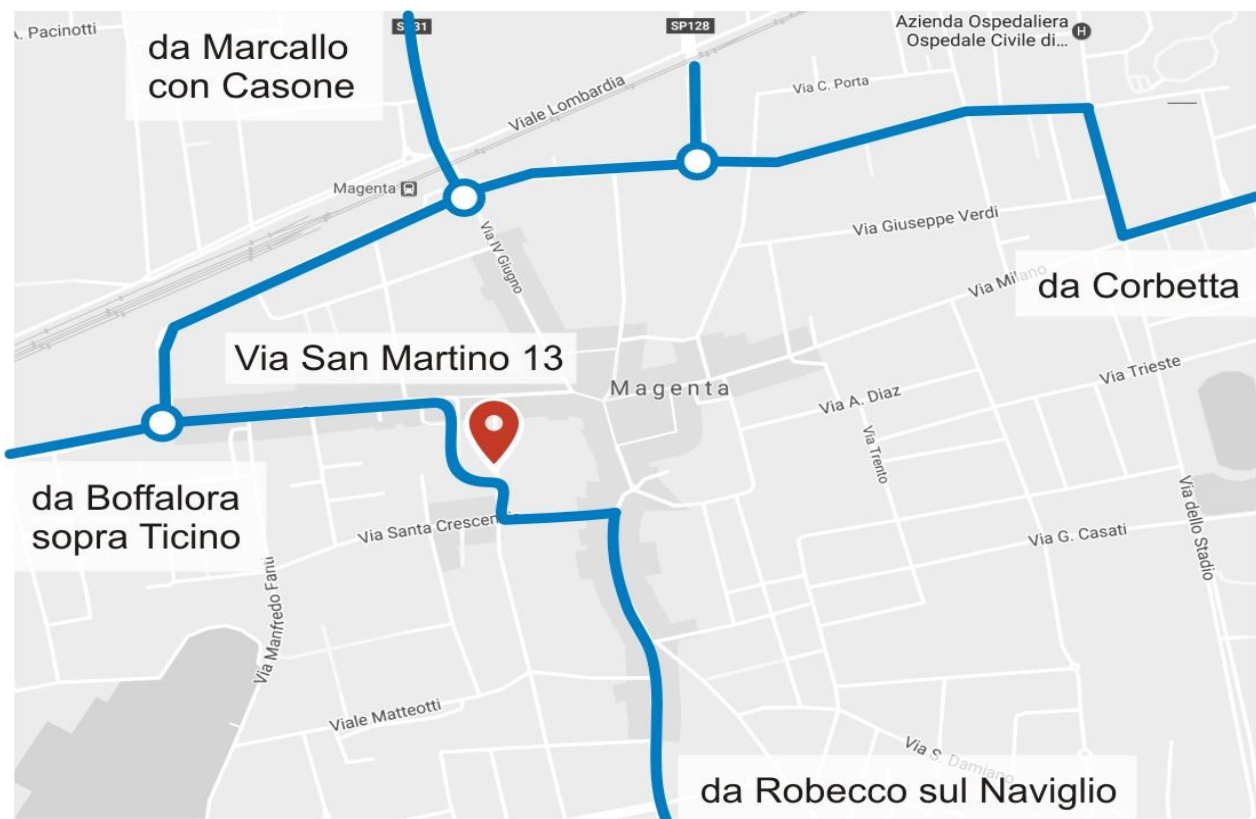 A. Pacinotti
da Marcallo
con Casone
SP128
Azienda Ospedaliera
Ospedale Civile di...
H
Viale Lombardia
Via C. Porta
Magenta
Via IV Giugno
Via Giuseppe Verdi
Via Milano
da Corbetta
Via San Martino 13
Magenta
Via Trieste
Via A. Diaz
Via Trento
da Boffalora
sopra Ticino
Via Santa Crescenzia
Via G. Casati
Via dello Stadio
Via Manfredo Fanti
Viale Matteotti
Via S. Damiano
da Robecco sul Naviglio